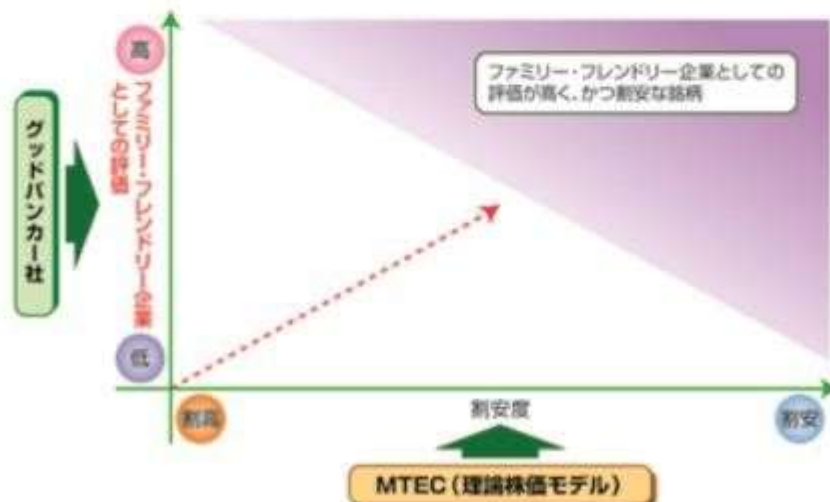 高
ファミリー・フレンドリー企業
としての評価
グッドバンカー社
低
ファミリー・フレンドリー企業としての
評価が高く、かつ割安な銘柄
割高
割安度
割安
MTEC(理論株価モデル)